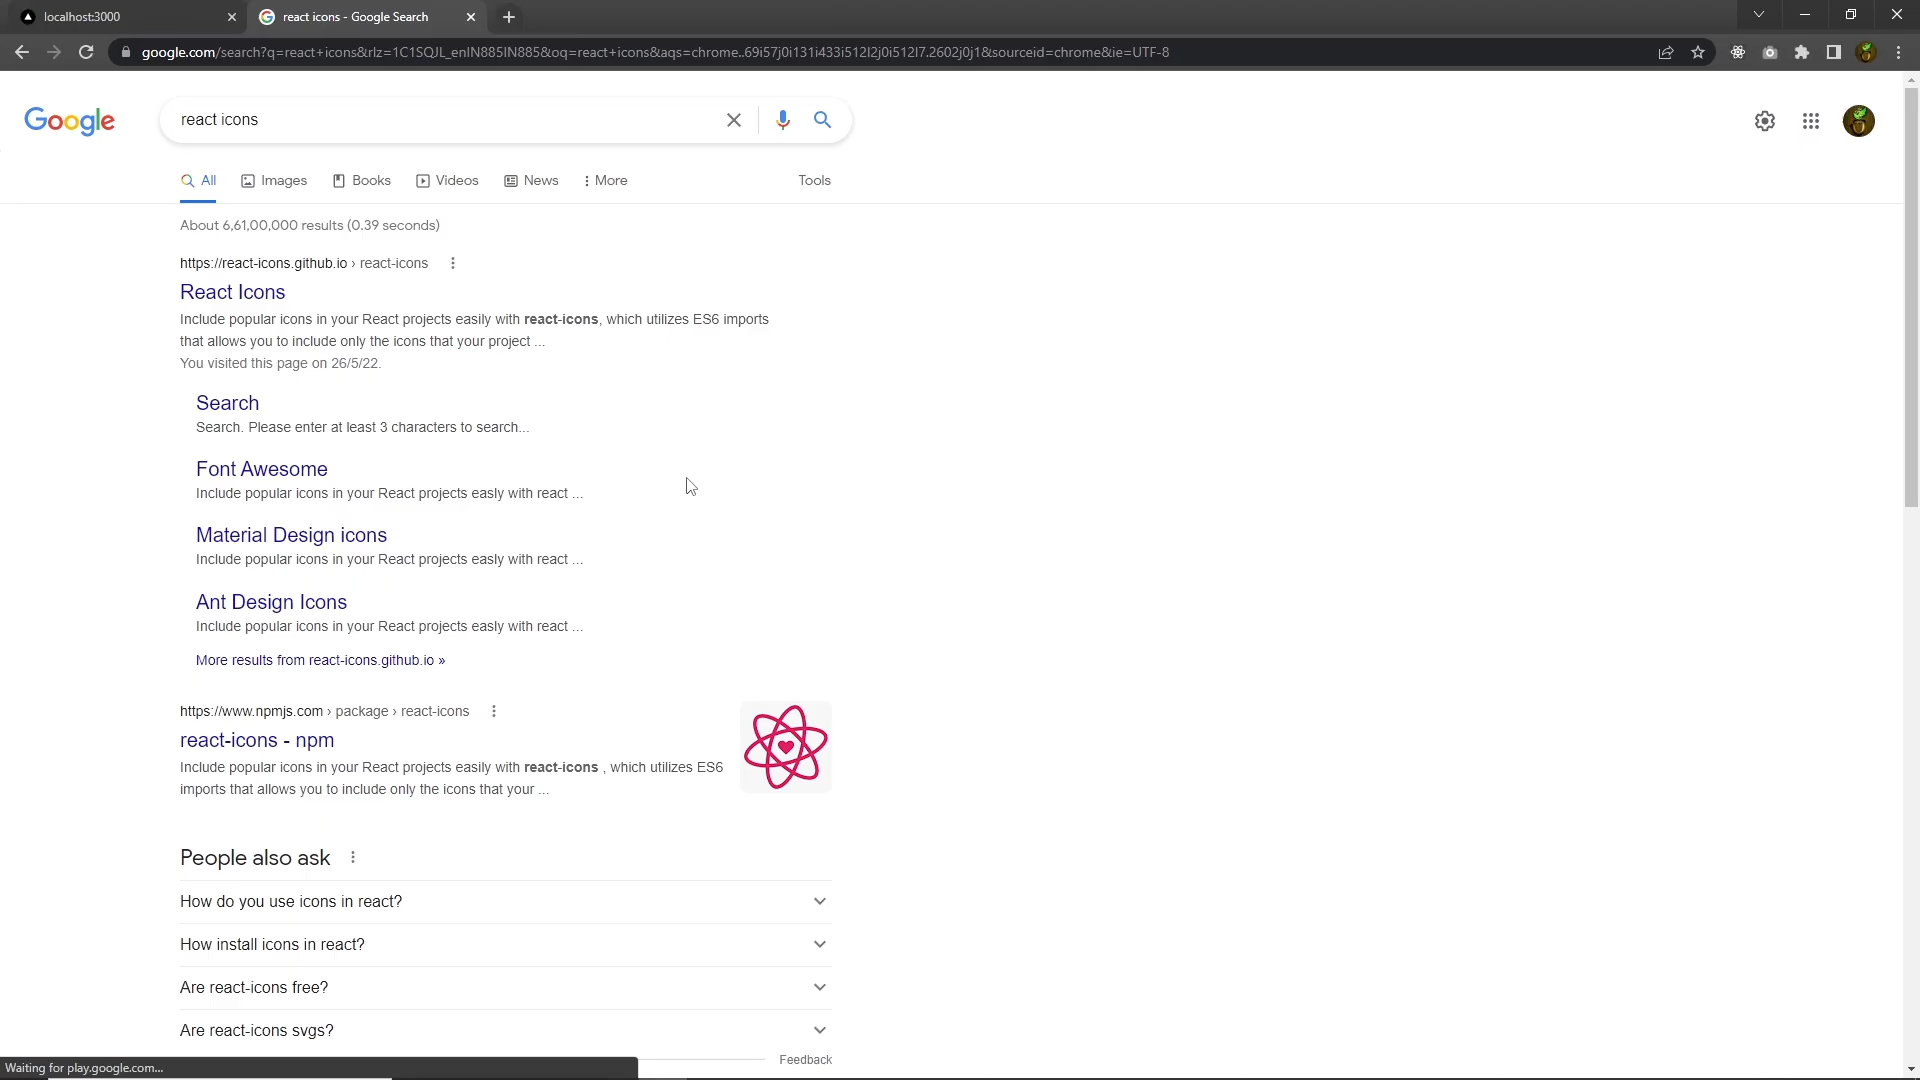 localhost:3000
react icons - Google Search
google.com/search?q=react+icons&rlz=1C1SQJL_enIN885IN885&oq=react+icons&aqs=chrome..69i57j0i131i433i512l2j0i512l7.2602j0j1&sourceid=chrome&ie=UTF-8
Google
react icons
All
Images
Books
Videos
News
More
Tools
About 6,61,00,000 results (0.39 seconds)
https://react-icons.github.io › react-icons
React Icons
Include popular icons in your React projects easily with react-icons, which utilizes ES6 imports
that allows you to include only the icons that your project ...
You visited this page on 26/5/22.
Search
Search. Please enter at least 3 characters to search...
Font Awesome
Include popular icons in your React projects easly with react ...
Material Design icons
Include popular icons in your React projects easly with react ...
Ant Design Icons
Include popular icons in your React projects easly with react ...
More results from react-icons.github.io »
https://www.npmjs.com › package › react-icons
react-icons - npm
Include popular icons in your React projects easily with react-icons , which utilizes ES6
imports that allows you to include only the icons that your ...
People also ask
How do you use icons in react?
How install icons in react?
Are react-icons free?
Are react-icons svgs?
Feedback
Waiting for play.google.com...